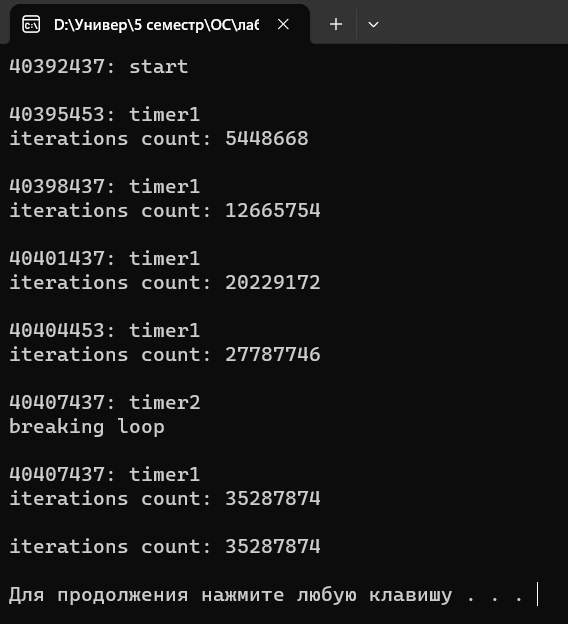 D:\Универ\5 семестр\ОС\лаб
40392437: start
40395453: timer1
iterations count: 5448668
40398437: timer1
iterations count: 12665754
40401437: timer1
iterations count: 20229172
40404453: timer1
iterations count: 27787746
40407437: timer2
breaking loop
40407437: timer1
iterations count: 35287874
iterations count: 35287874
Для продолжения нажмите любую клавишу . . .